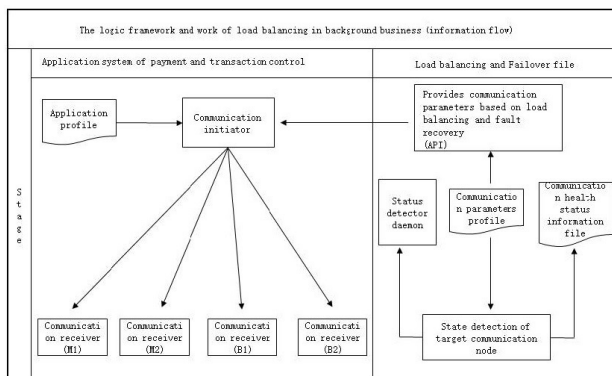 The logic framework and work of load balancing in background business (information flow)
Application system of payment and transaction control
Load balancing and Failover file
S
t
a
g
e
Application
profile
Communication
initiator
Provides communication
parameters based on load
balancing and fault
recovery
(API)
Status
detector
daemon
Communicatio
n parameters
profile
Communicatio
n health
status
information
file
Communicati
on receiver
(M1)
Communicati
on receiver
(M2)
Communicati
on receiver
(B1)
Communicati
on receiver
(B2)
State detection of
target communication
node